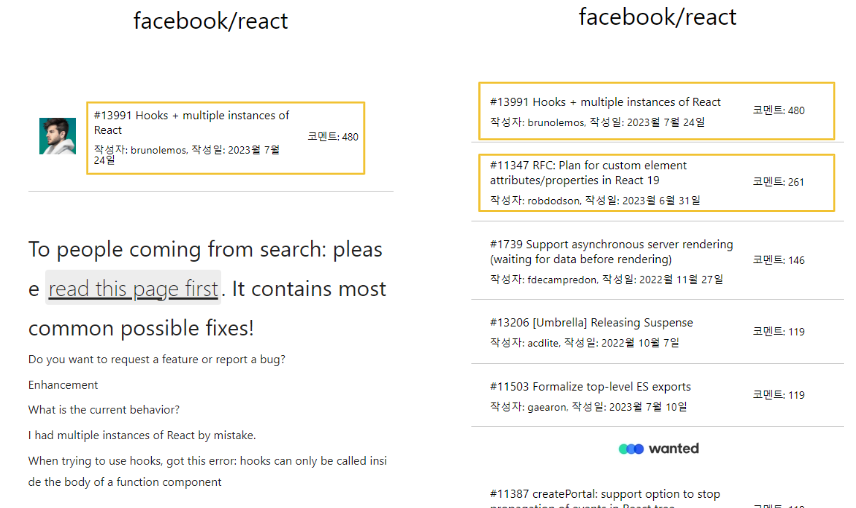 facebook/react
#13991 Hooks + multiple instances of
React
작성자: brunolemos, 작성일: 2023월 7월
24일
코멘트: 480
To people coming from search: pleas
e read this page first. It contains most
common possible fixes!
Do you want to request a feature or report a bug?
Enhancement
What is the current behavior?
I had multiple instances of React by mistake.
When trying to use hooks, got this error: hooks can only be called insi
de the body of a function component
facebook/react
#13991 Hooks + multiple instances of React
작성자: brunolemos, 작성일: 2023월 7월 24일
코멘트: 480
#11347 RFC: Plan for custom element
attributes/properties in React 19
작성자: robdodson, 작성일: 2023월 6월 31일
코멘트: 261
#1739 Support asynchronous server rendering
(waiting for data before rendering)
작성자: fdecampredon, 작성일: 2022월 11월 27일
코멘트: 146
#13206 [Umbrella] Releasing Suspense
작성자: acdlite, 작성일: 2022월 10월 7일
코멘트: 119
#11503 Formalize top-level ES exports
작성자: gaearon, 작성일: 2023월 7월 10일
코멘트: 119
wanted
#11387 createPortal: support option to stop
propagation of events in React tree